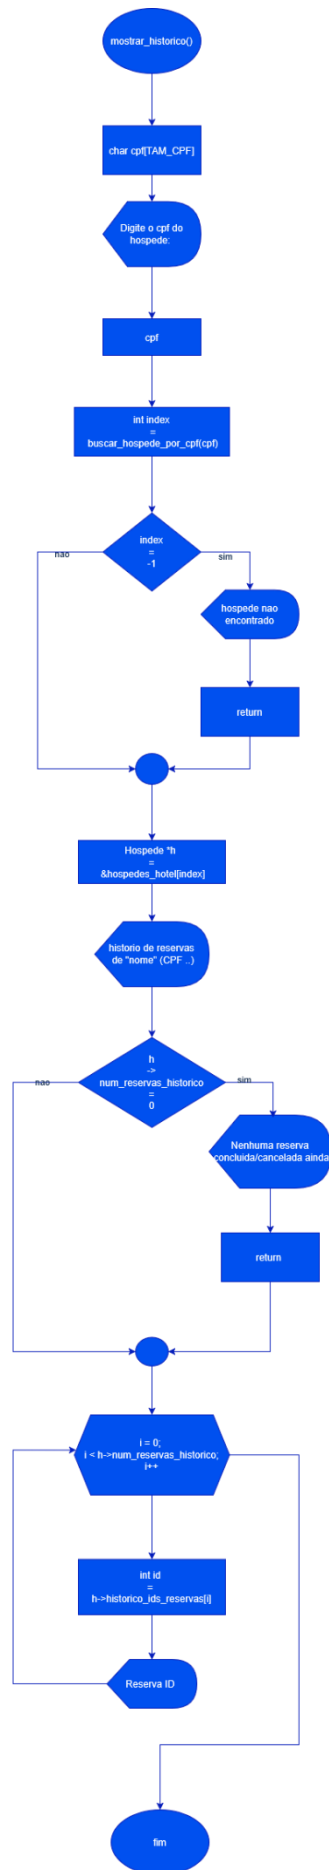 mostrar_historico()
char cpf[TAM_CPF]
Digite o cpf do
hospede:
cpf
int index
=
buscar_hospede_por_cpf(cpf)
index
=
-1
nao
sim
hospede nao
encontrado
return
Hospede *h
=
&hospedes_hotel[index]
historio de reservas
de "nome" (CPF ..)
h
->
num_reservas_historico
=
0
nao
sim
Nenhuma reserva
concluida/cancelada ainda
return
i = 0;
i < h->num_reservas_historico;
i++
int id
=
h->historico_ids_reservas[i]
Reserva ID
fim